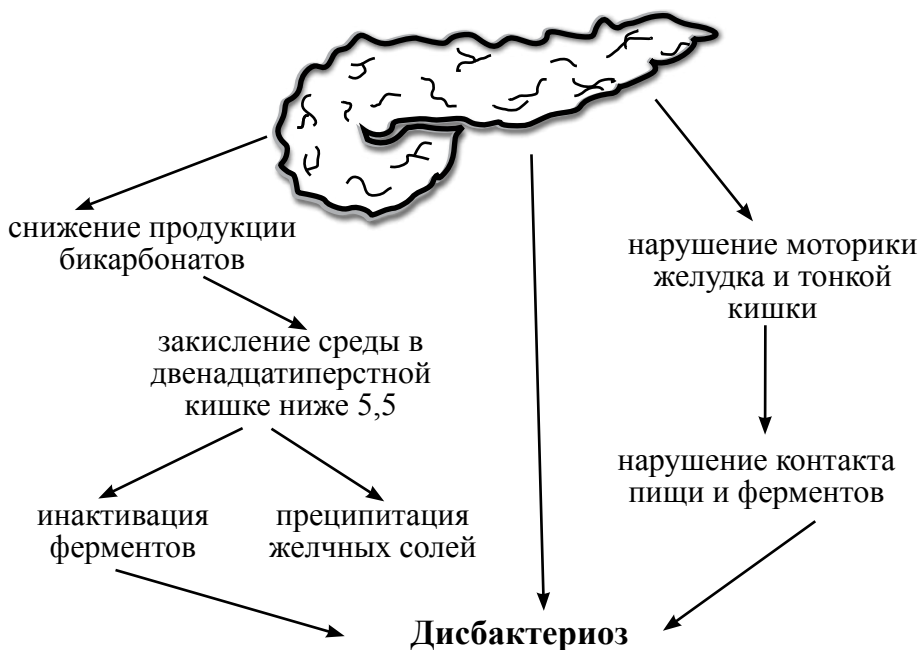 снижение продукции
бикарбонатов
нарушение моторики
желудка и тонкой
кишки
закисление среды в
двенадцатиперстной
кишке ниже 5,5
нарушение контакта
пищи и ферментов
инактивация
ферментов
преципитация
желчных солей
Дисбактериоз